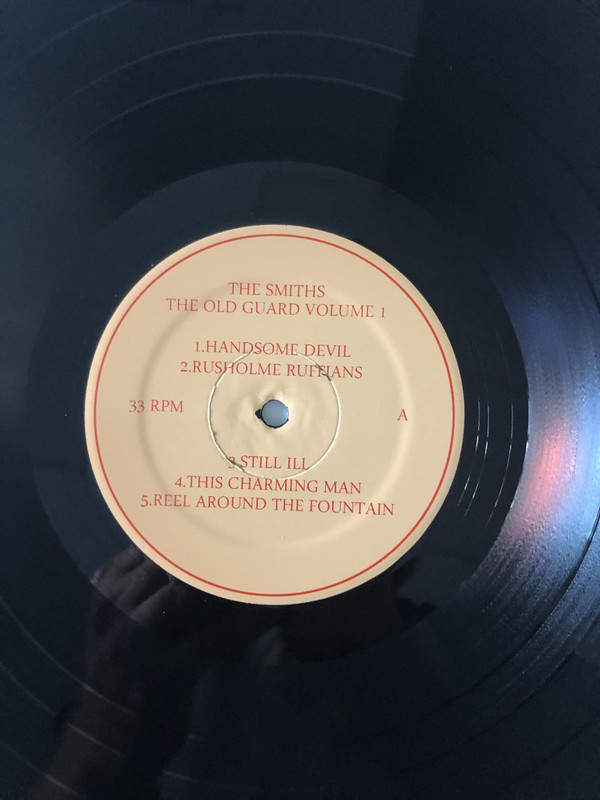 THE SMITHS
THE OLD GUARD VOLUME 1
1.HANDSOME DEVIL
2.RUSHOLME RUFFIANS
33 RPM A
3.STILL ILL
4.THIS CHARMING MAN
5.REEL AROUND THE FOUNTAIN